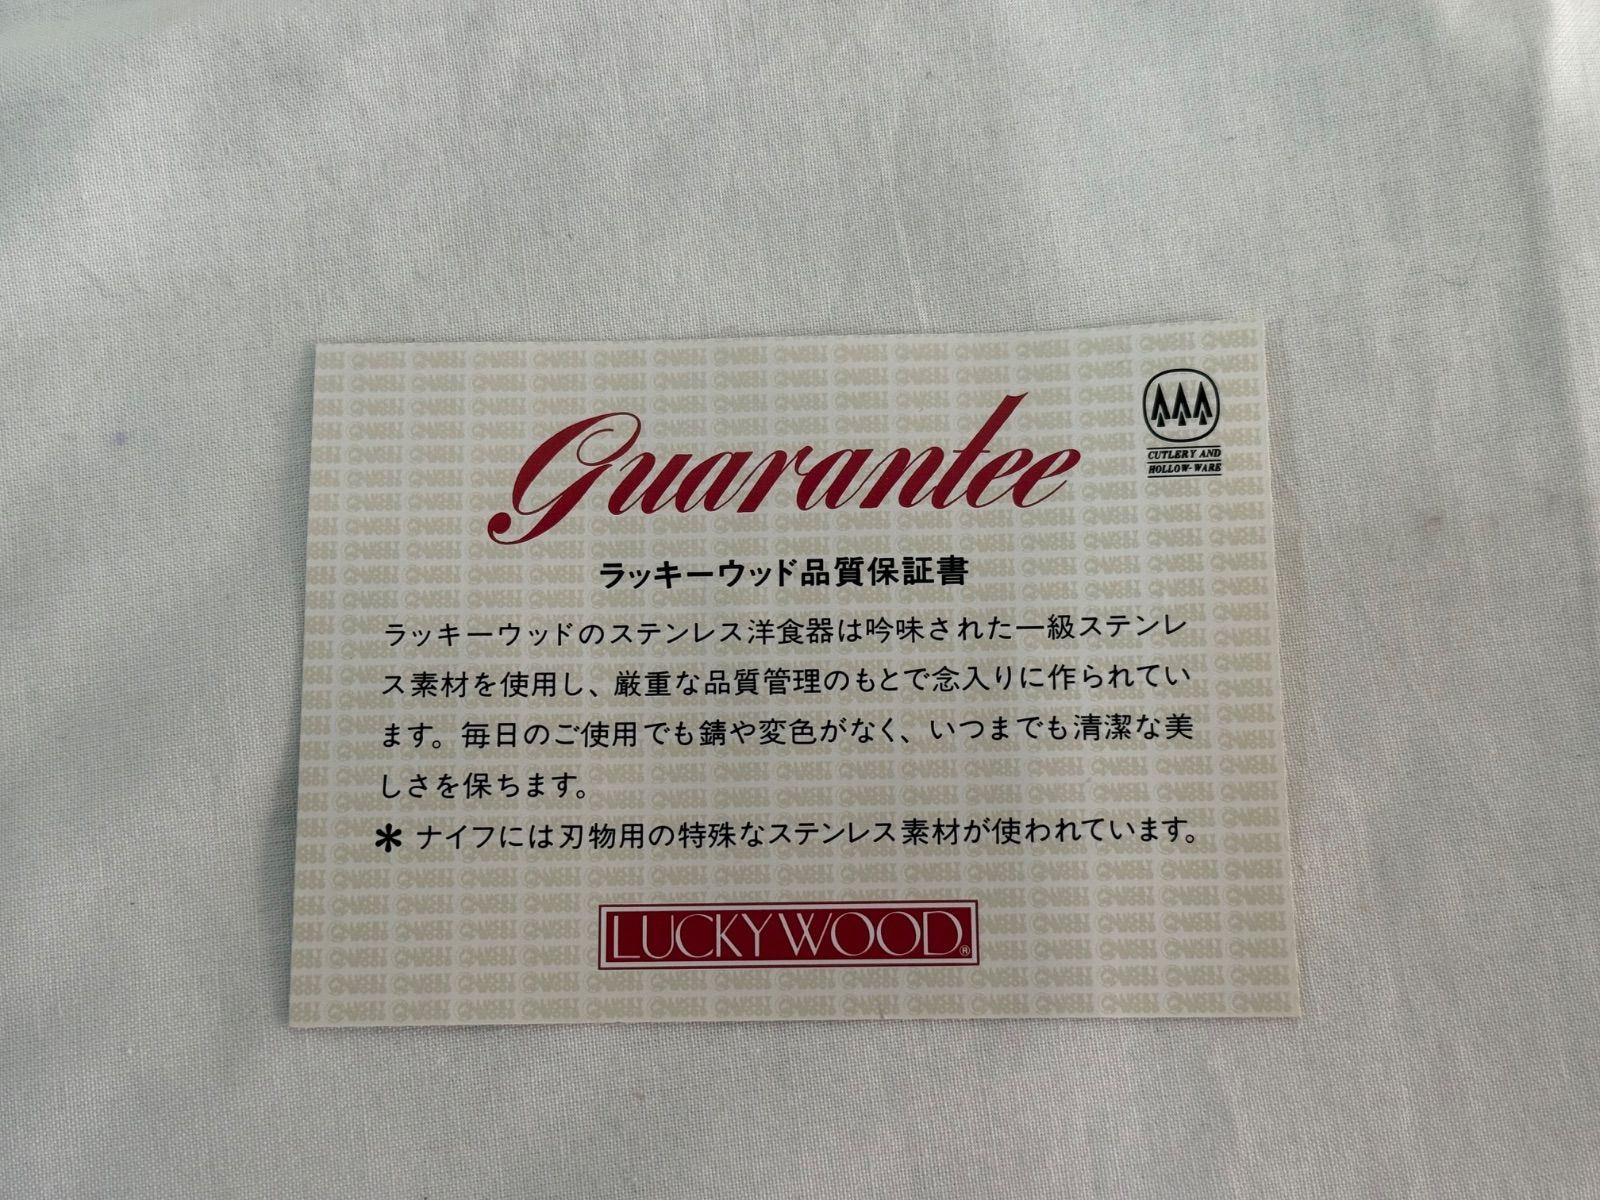 Guarantee
CUTLERY AND
HOLLOW-WARE
ラッキーウッド品質保証書
ラッキーウッドのステンレス洋食器は吟味された一級ステンレ
ス素材を使用し、厳重な品質管理のもとで念入りに作られてい
ます。毎日のご使用でも錆や変色がなく、いつまでも清潔な美
しさを保ちます。
＊ ナイフには刃物用の特殊なステンレス素材が使われています。
LUCKYWOOD®